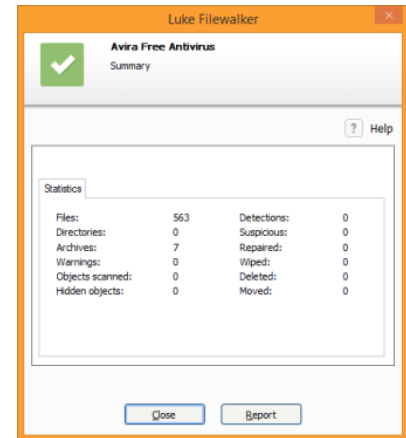 Luke Filewalker
Avira Free Antivirus
Summary
? Help
Statistics
Files: 563 Detections: 0
Directories: 0 Suspicious: 0
Archives: 7 Repaired: 0
Warnings: 0 Wiped: 0
Objects scanned: 0 Deleted: 0
Hidden objects: 0 Moved: 0
Close Report